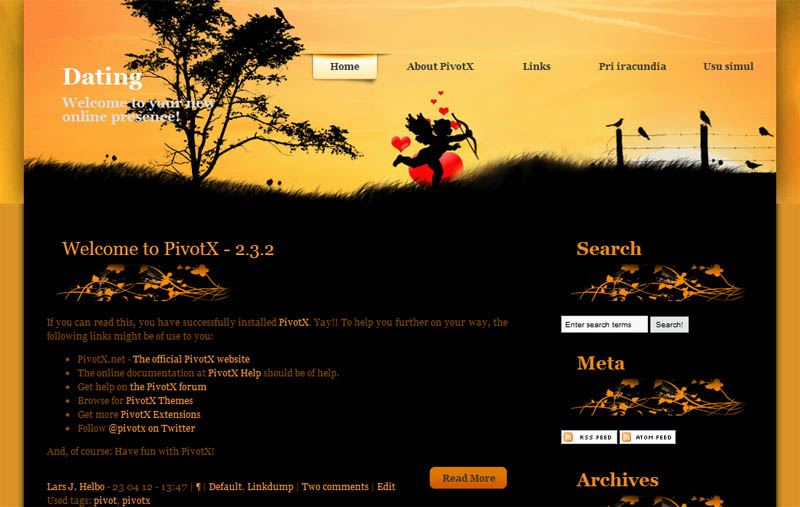 Dating
Welcome to your new
online presence!
Home
About PivotX
Links
Pri iracundia
Usu simul
Welcome to PivotX - 2.3.2
If you can read this, you have successfully installed PivotX. Yay!! To help you further on your way, the
following links might be of use to you:
PivotX.net - The official PivotX website
The online documentation at PivotX Help should be of help.
Get help on the PivotX forum
Browse for PivotX Themes
Get more PivotX Extensions
Follow @pivotx on Twitter
And, of course: Have fun with PivotX!
Read More
Lars J. Helbo - 23 04 12 - 13:47 | ¶ | Default, Linkdump | Two comments | Edit
Used tags: pivot, pivotx
Search
Enter search terms
Search!
Meta
RSS FEED
ATOM FEED
Archives